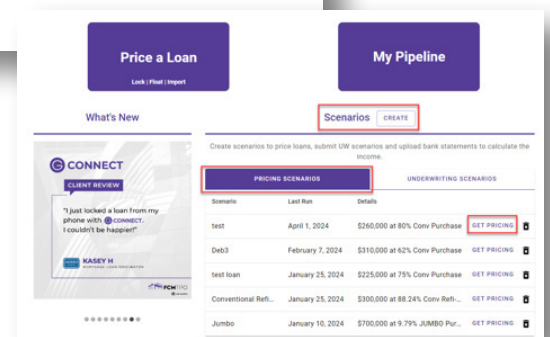 Price a Loan
Lock | Float | Import
My Pipeline
What's New
Scenarios CREATE
Create scenarios to price loans, submit UW scenarios and upload bank statements to calculate the
income.
PRICING SCENARIOS
UNDERWRITING SCENARIOS
G CONNECT
CLIENT REVIEW
"I just locked a loan from my
phone with G CONNECT.
I couldn't be happier!"
KASEY H
MORTGAGE LOAN ORIGINATOR
FCM TPO
Scenario Last Run Details
test April 1, 2024 $260,000 at 80% Conv Purchase GET PRICING
Deb3 February 7, 2024 $310,000 at 62% Conv Purchase GET PRICING
test loan January 25, 2024 $225,000 at 75% Conv Purchase GET PRICING
Conventional Refi... January 25, 2024 $300,000 at 88.24% Conv Refi-... GET PRICING
Jumbo January 10, 2024 $700,000 at 9.79% JUMBO Pur... GET PRICING